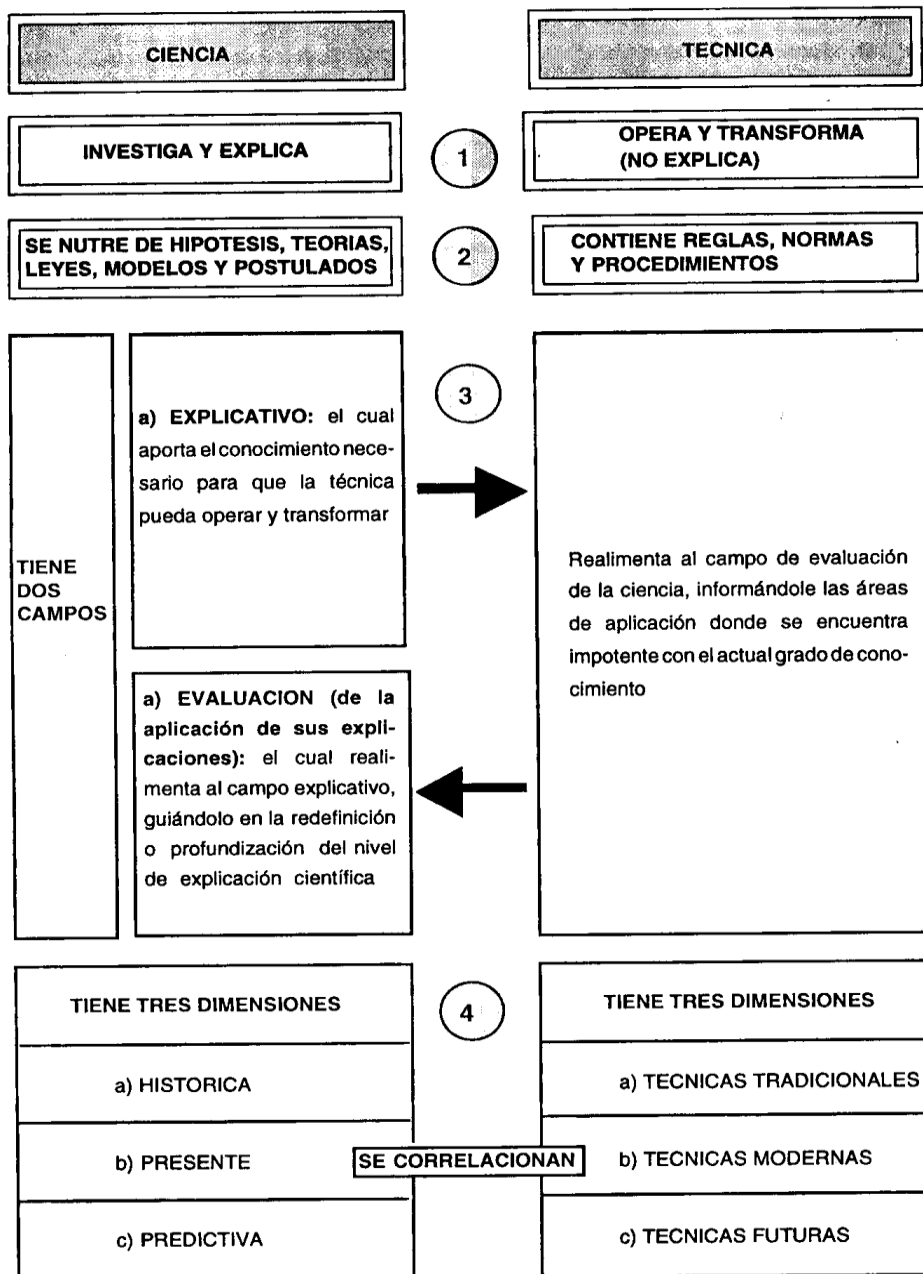 CIENCIA
TECNICA
INVESTIGA Y EXPLICA
1
OPERA Y TRANSFORMA
(NO EXPLICA)
SE NUTRE DE HIPOTESIS, TEORIAS,
LEYES, MODELOS Y POSTULADOS
2
CONTIENE REGLAS, NORMAS
Y PROCEDIMIENTOS
TIENE
DOS
CAMPOS
a) EXPLICATIVO: el cual
aporta el conocimiento nece-
sario para que la técnica
pueda operar y transformar
3
a) EVALUACION (de la
aplicación de sus expli-
caciones): el cual reali-
menta al campo explicativo,
guiándolo en la redefinición
o profundización del nivel
de explicación científica
Realimenta al campo de evaluación
de la ciencia, informándole las áreas
de aplicación donde se encuentra
impotente con el actual grado de cono-
cimiento
TIENE TRES DIMENSIONES
4
TIENE TRES DIMENSIONES
a) HISTORICA
a) TECNICAS TRADICIONALES
b) PRESENTE
SE CORRELACIONAN
b) TECNICAS MODERNAS
c) PREDICTIVA
c) TECNICAS FUTURAS